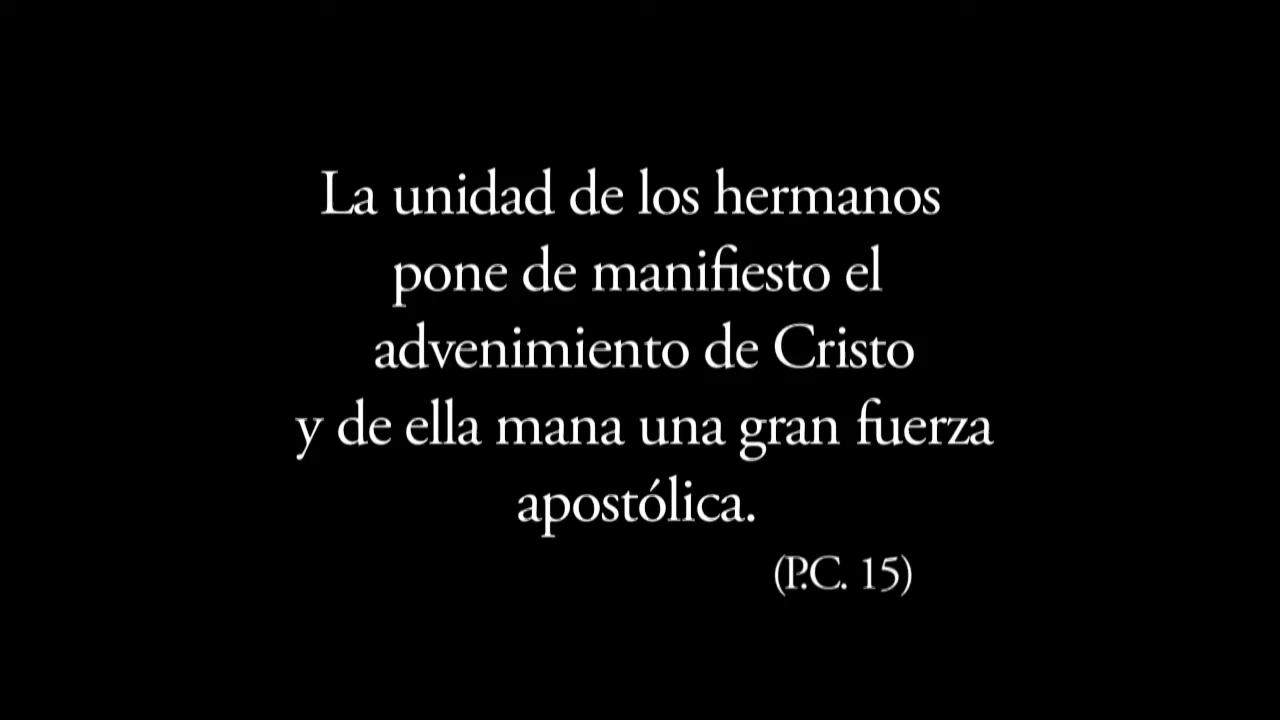 La unidad de los hermanos
pone de manifiesto el
advenimiento de Cristo
y de ella mana una gran fuerza
apostólica.
(P.C. 15)